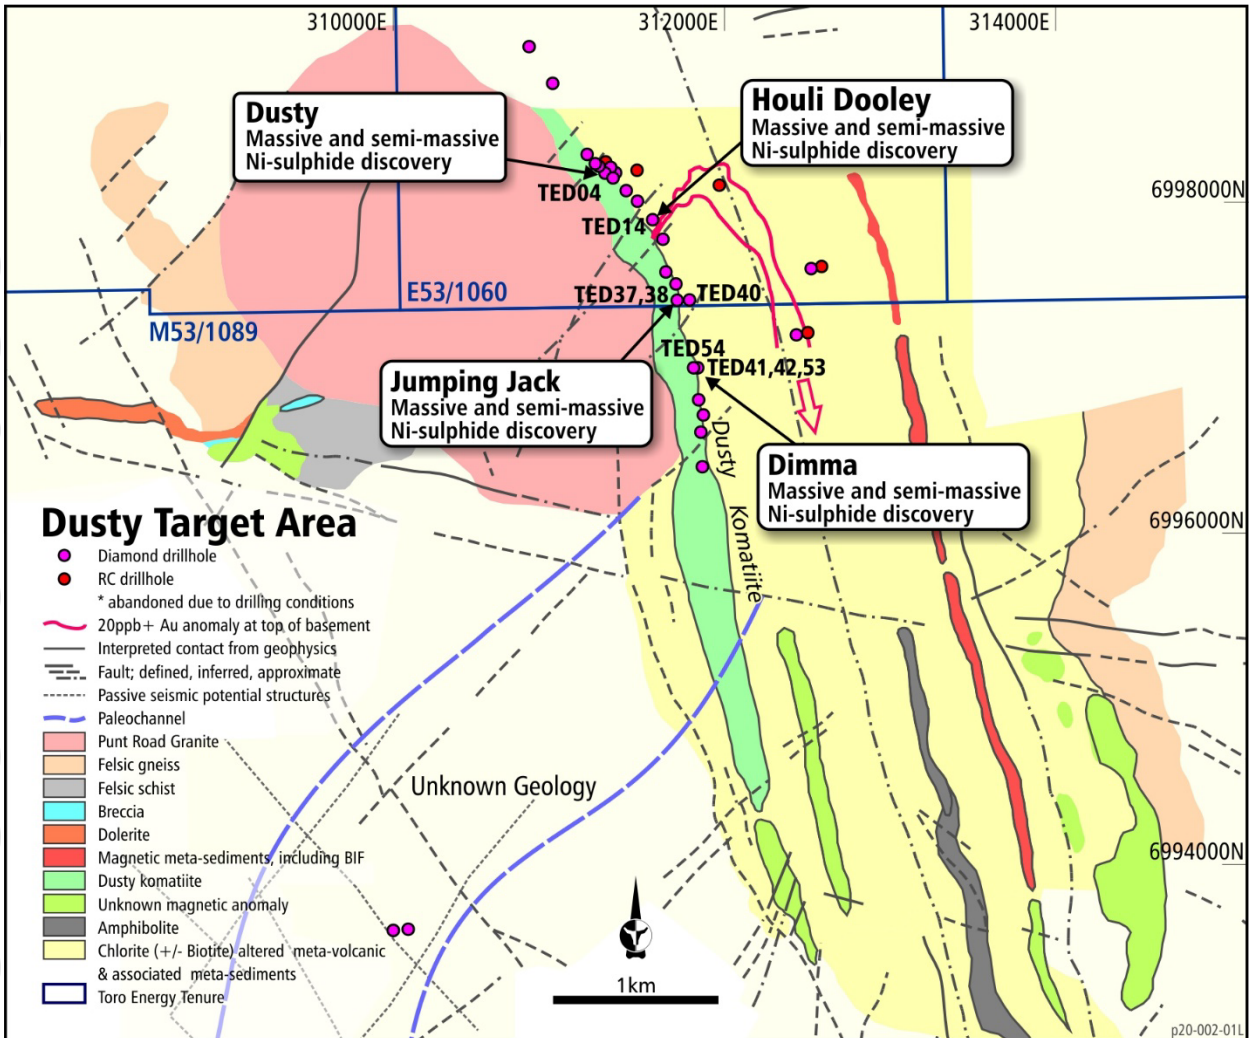 310000E
312000E
314000E
Dusty
Massive and semi-massive
Ni-sulphide discovery
Houli Dooley
Massive and semi-massive
Ni-sulphide discovery
TED04
6998000N
TED14
E53/1060
TED37,38
TED40
M53/1089
TED54
TED41,42,53
Jumping Jack
Massive and semi-massive
Ni-sulphide discovery
Dusty Komatiite
Dimma
Massive and semi-massive
Ni-sulphide discovery
6996000N
Dusty Target Area
Diamond drillhole
RC drillhole
* abandoned due to drilling conditions
20ppb+ Au anomaly at top of basement
Interpreted contact from geophysics
Fault; defined, inferred, approximate
Passive seismic potential structures
Paleochannel
Punt Road Granite
Felsic gneiss
Felsic schist
Breccia
Dolerite
Magnetic meta-sediments, including BIF
Dusty komatiite
Unknown magnetic anomaly
Amphibolite
Chlorite (+/- Biotite) altered meta-volcanic
& associated meta-sediments
Toro Energy Tenure
Unknown Geology
6994000N
1km
p20-002-01L